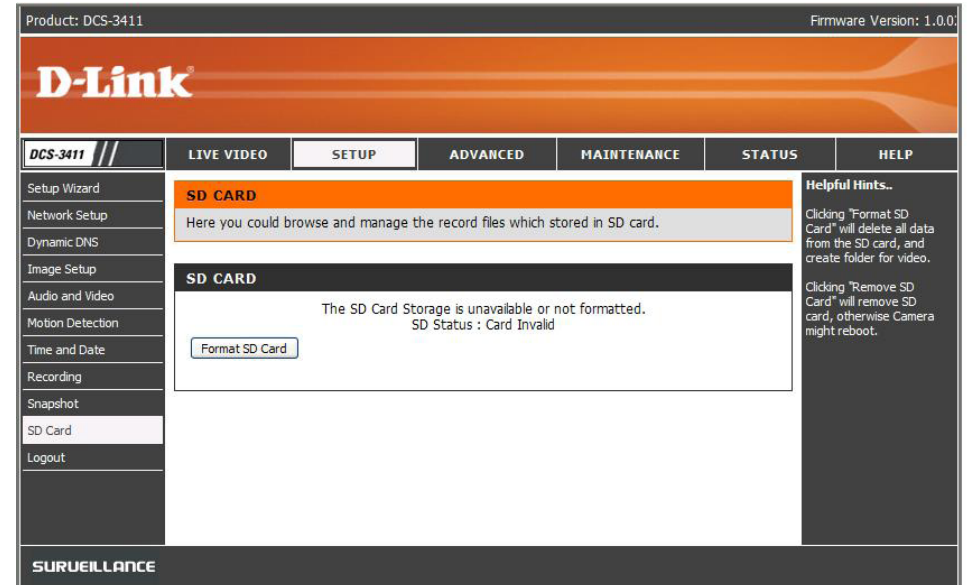 Product: DCS-3411
Firmware Version: 1.0.0
D-Link®
DCS-3411
LIVE VIDEO
SETUP
ADVANCED
MAINTENANCE
STATUS
HELP
Setup Wizard
Network Setup
Dynamic DNS
Image Setup
Audio and Video
Motion Detection
Time and Date
Recording
Snapshot
SD Card
Logout
SD CARD
Here you could browse and manage the record files which stored in SD card.
SD CARD
The SD Card Storage is unavailable or not formatted.
SD Status : Card Invalid
Format SD Card
Helpful Hints..
Clicking "Format SD
Card" will delete all data
from the SD card, and
create folder for video.
Clicking "Remove SD
Card" will remove SD
card, otherwise Camera
might reboot.
SURUEILLANCE